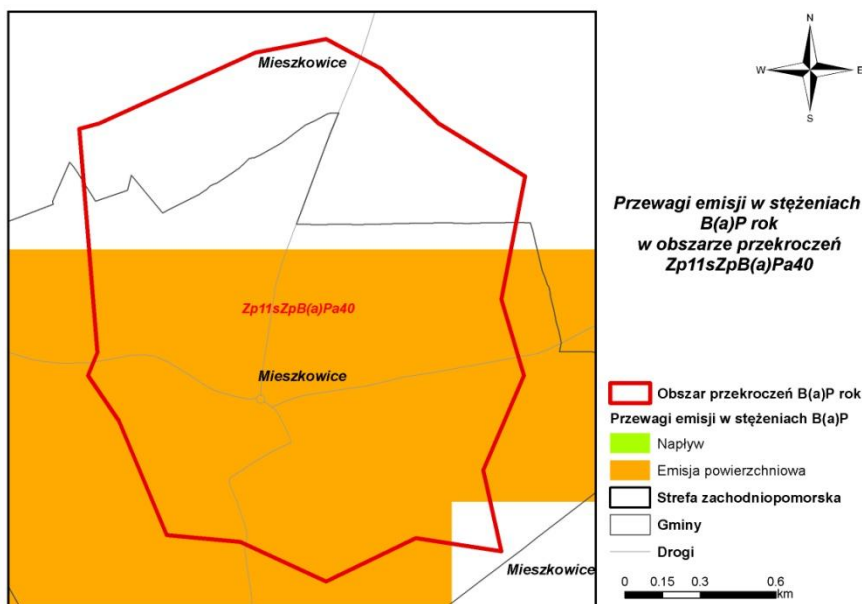 Mieszkowice
Zp11sZpB(a)Pa40
Mieszkowice
Mieszkowice
N
W E
S
Przewagi emisji w stężeniach
B(a)P rok
w obszarze przekroczeń
Zp11sZpB(a)Pa40
Obszar przekroczeń B(a)P rok
Przewagi emisji w stężeniach B(a)P
Napływ
Emisja powierzchniowa
Strefa zachodniopomorska
Gminy
Drogi
0 0.15 0.3 0.6
km